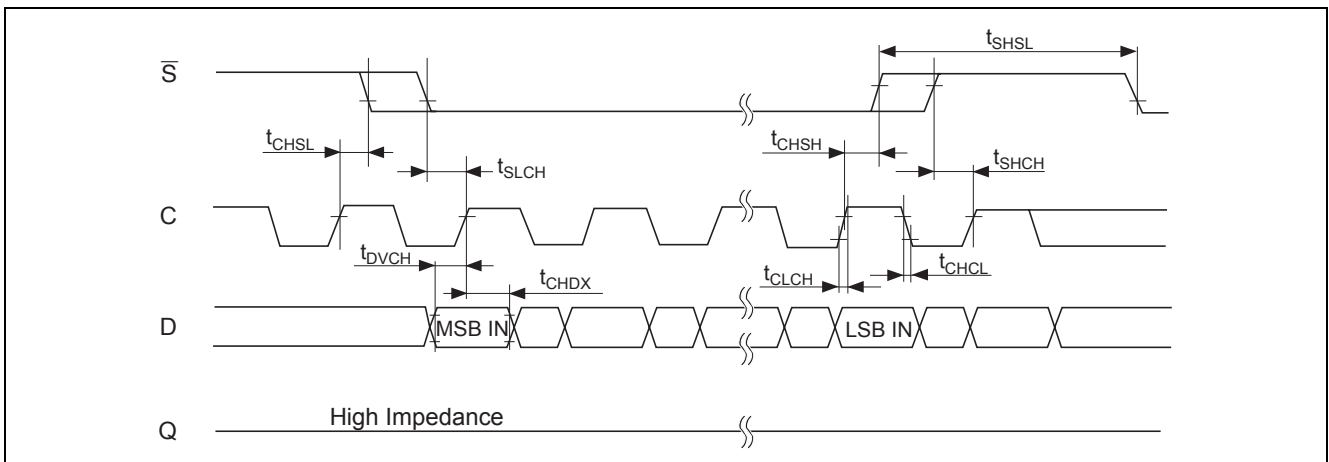 S̅
tSHSL
tCHSL
tSLCH
tCHSH
tSHCH
C
tDVCH
tCHDX
tCLCH
tCHCL
D
MSB IN
LSB IN
Q
High Impedance